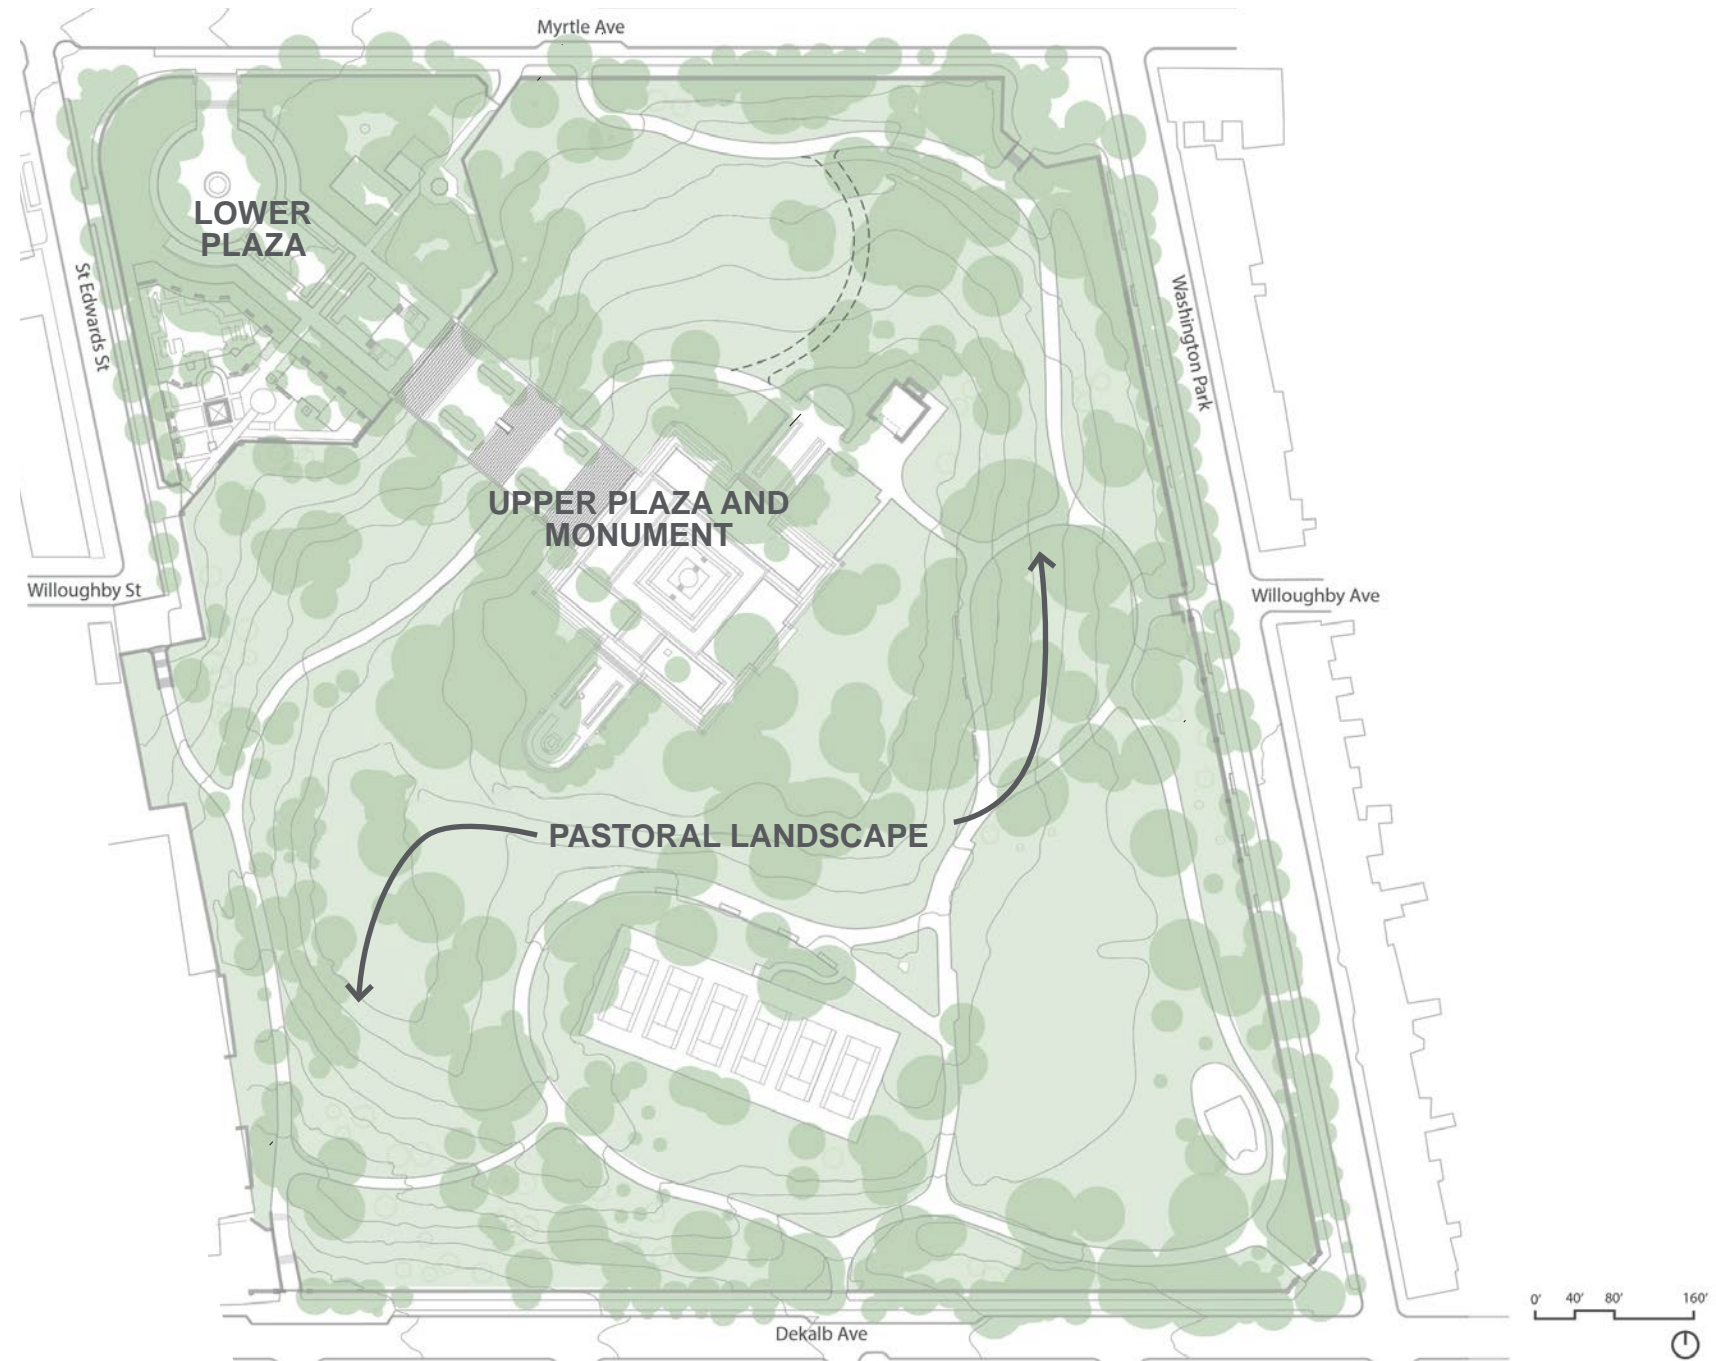 Myrtle Ave
LOWER
PLAZA
St Edwards St
Washington Park
UPPER PLAZA AND
MONUMENT
Willoughby St
Willoughby Ave
PASTORAL LANDSCAPE
0' 40' 80' 160'
Dekalb Ave